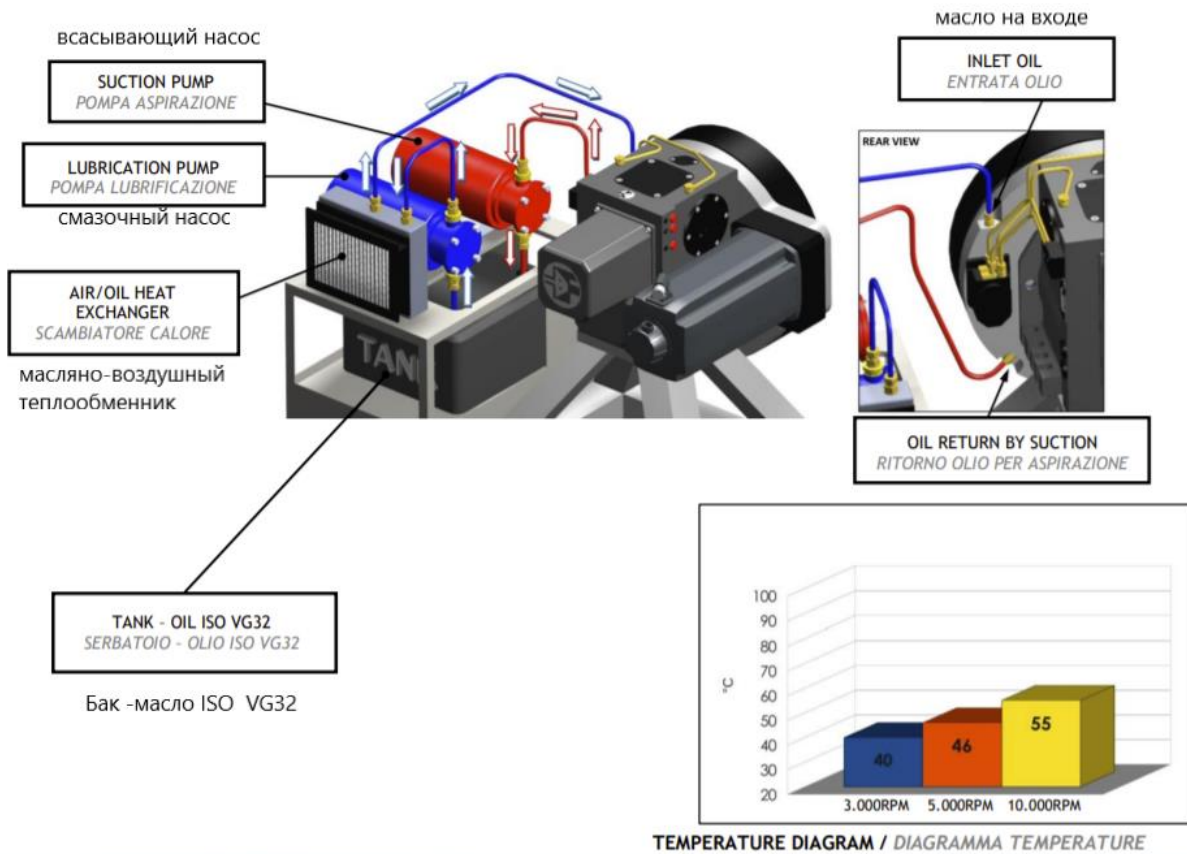 всасывающий насос
SUCTION PUMP
POMPA ASPIRAZIONE
LUBRICATION PUMP
POMPA LUBRIFICAZIONE
смазочный насос
AIR/OIL HEAT
EXCHANGER
SCAMBIATORE CALORE
масляно-воздушный
теплообменник
TANK
масло на входе
INLET OIL
ENTRATA OLIO
REAR VIEW
OIL RETURN BY SUCTION
RITORNO OLIO PER ASPIRAZIONE
TANK - OIL ISO VG32
SERBATOIO - OLIO ISO VG32
Бак -масло ISO VG32
100
90
80
70
60
50
40
30
20
°C
40
46
55
3.000RPM 5.000RPM 10.000RPM
TEMPERATURE DIAGRAM / DIAGRAMMA TEMPERATURE